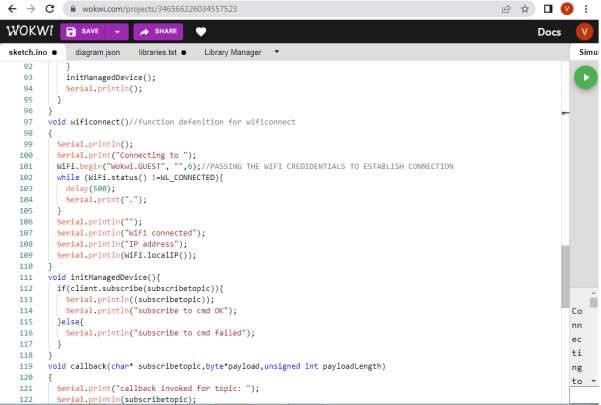 wokwi.com/projects/346566226034557523
V
WOKWi SAVE SHARE Docs V
sketch.ino diagram.json libraries.txt Library Manager Simu
92 }
93 initManagedDevice();
94 Serial.println();
95 }
96 }
97 void wificonnect()//function defenition for wificonnect
98 {
99 Serial.println();
100 Serial.print("Connecting to ");
101 WiFi.begin("Wokwi.GUEST", "",6);//PASSING THE WIFI CREDIDENTIALS TO ESTABLISH CONNECTION
102 while (WiFi.status() !=WL_CONNECTED){
103 delay(500);
104 Serial.print(".");
105 }
106 Serial.println("");
107 Serial.println("WiFi connected");
108 Serial.println("IP address");
109 Serial.println(WiFi.localIP());
110 }
111 void initManagedDevice(){
112 if(client.subscribe(subscribetopic)){
113 Serial.println((subscribetopic));
114 Serial.println("subscribe to cmd OK");
115 }else{
116 Serial.println("subscribe to cmd failed");
117 }
118 }
119 void callback(char* subscribetopic,byte*payload,unsigned int payloadLength)
120 {
121 Serial.print("callback invoked for topic: ");
122 Serial.println(subscribetopic);
Co
nn
ec
ti
ng
to